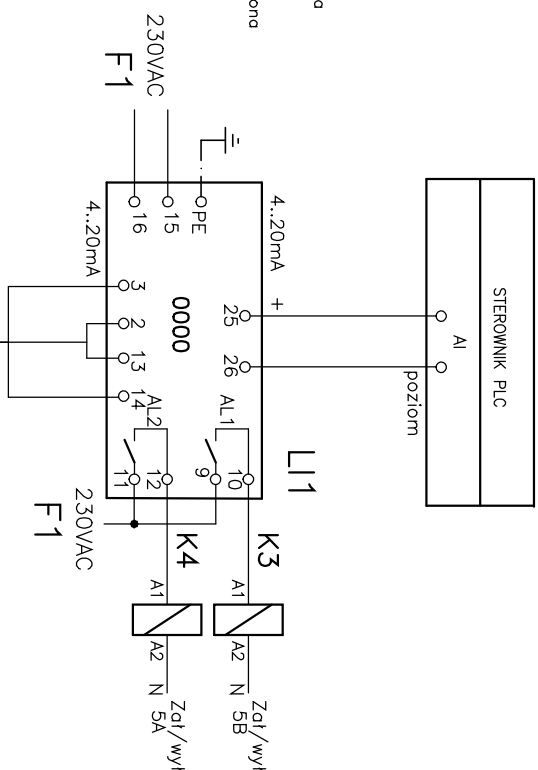 STEROWNIK PLC
AI
poziom
4..20mA
+
25
26
LI1
230VAC
F1
PE
15
16
0000
4..20mA
3
2
13
14
AL1
AL2
10
9
12
11
230VAC
F1
K3
A1
A2
N
Zał/wył
5B
K4
A1
A2
N
Zał/wył
5A